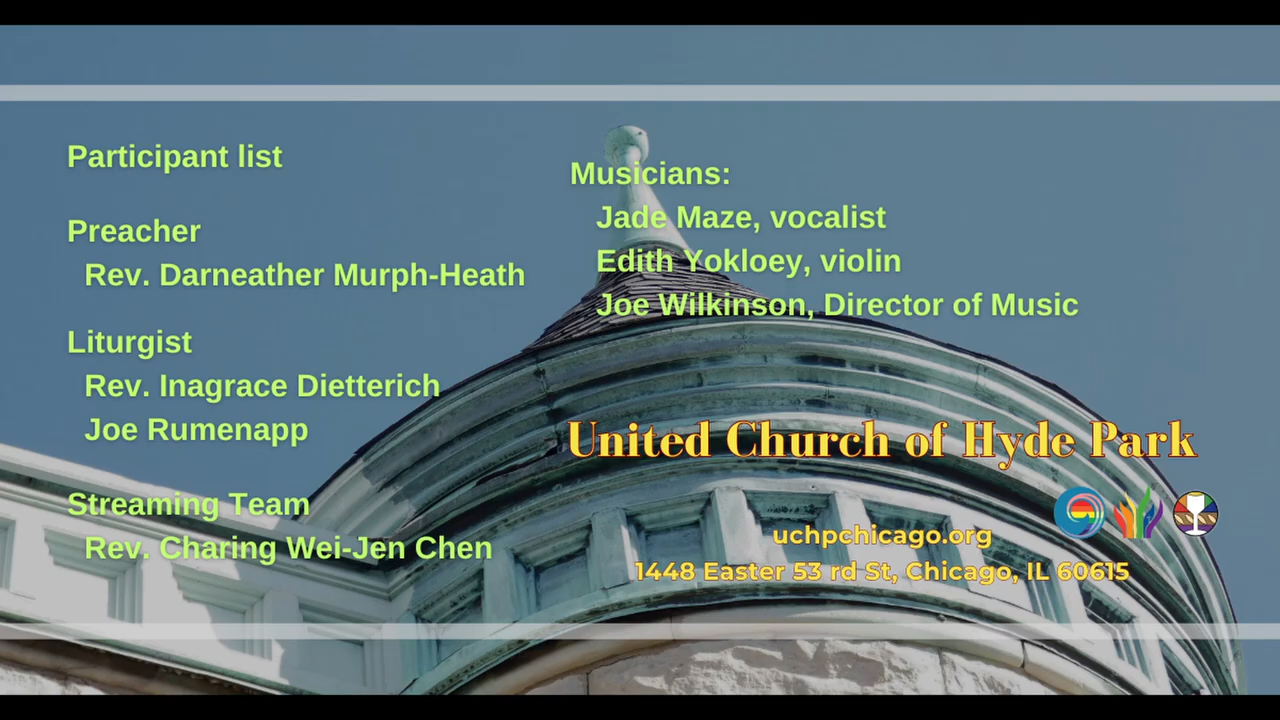 Participant list
Preacher
Rev. Darneather Murph-Heath
Liturgist
Rev. Inagrace Dietterich
Joe Rumenapp
Streaming Team
Rev. Charing Wei-Jen Chen
Musicians:
Jade Maze, vocalist
Edith Yokloey, violin
Joe Wilkinson, Director of Music
United Church of Hyde Park
uchpchicago.org
1448 Easter 53 rd St, Chicago, IL 60615